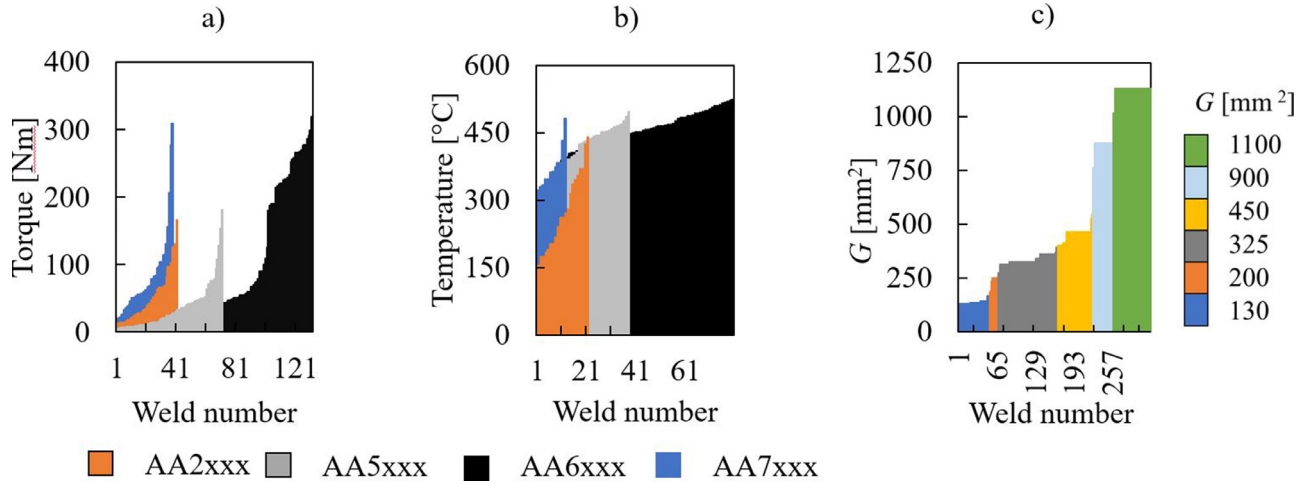 a)
Torque [Nm]
400
300
200
100
0
1 41 81 121
Weld number
b)
Temperature [°C]
600
450
300
150
0
1 21 41 61
Weld number
c)
G [mm²]
1250
1000
750
500
250
0
1 65 129 193 257
Weld number
G [mm²]
1100
900
450
325
200
130
AA2xxx AA5xxx AA6xxx AA7xxx